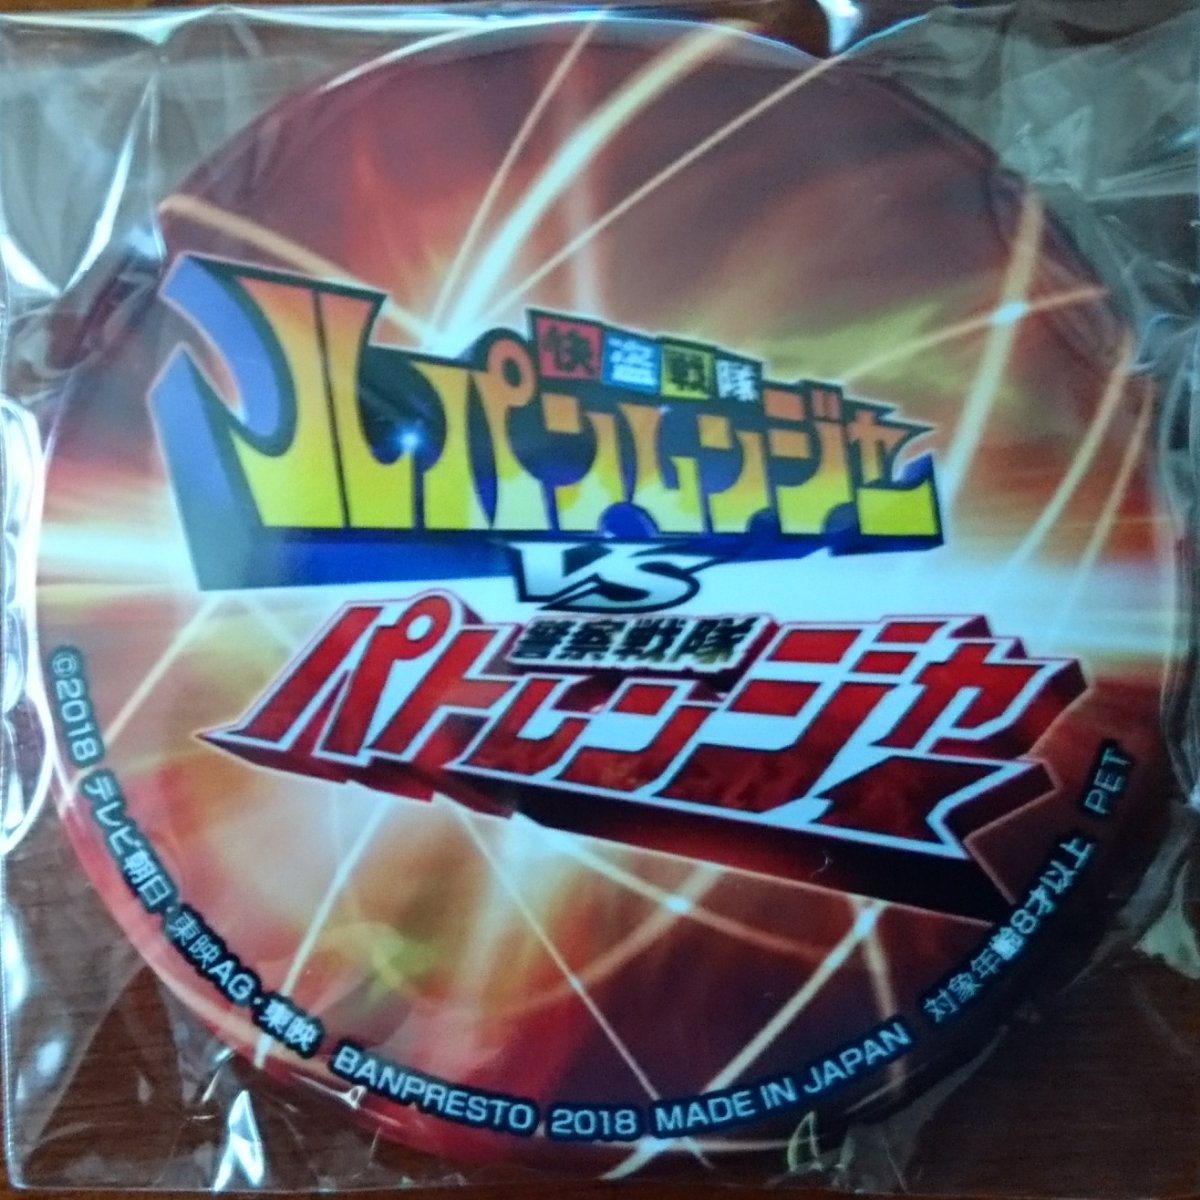 快盗戦隊
ルパンレンジャー
VS
警察戦隊
パトレンジャー
©2018 テレビ朝日・東映AG・東映 BANPRESTO 2018 MADE IN JAPAN 対象年齢8才以上 PET